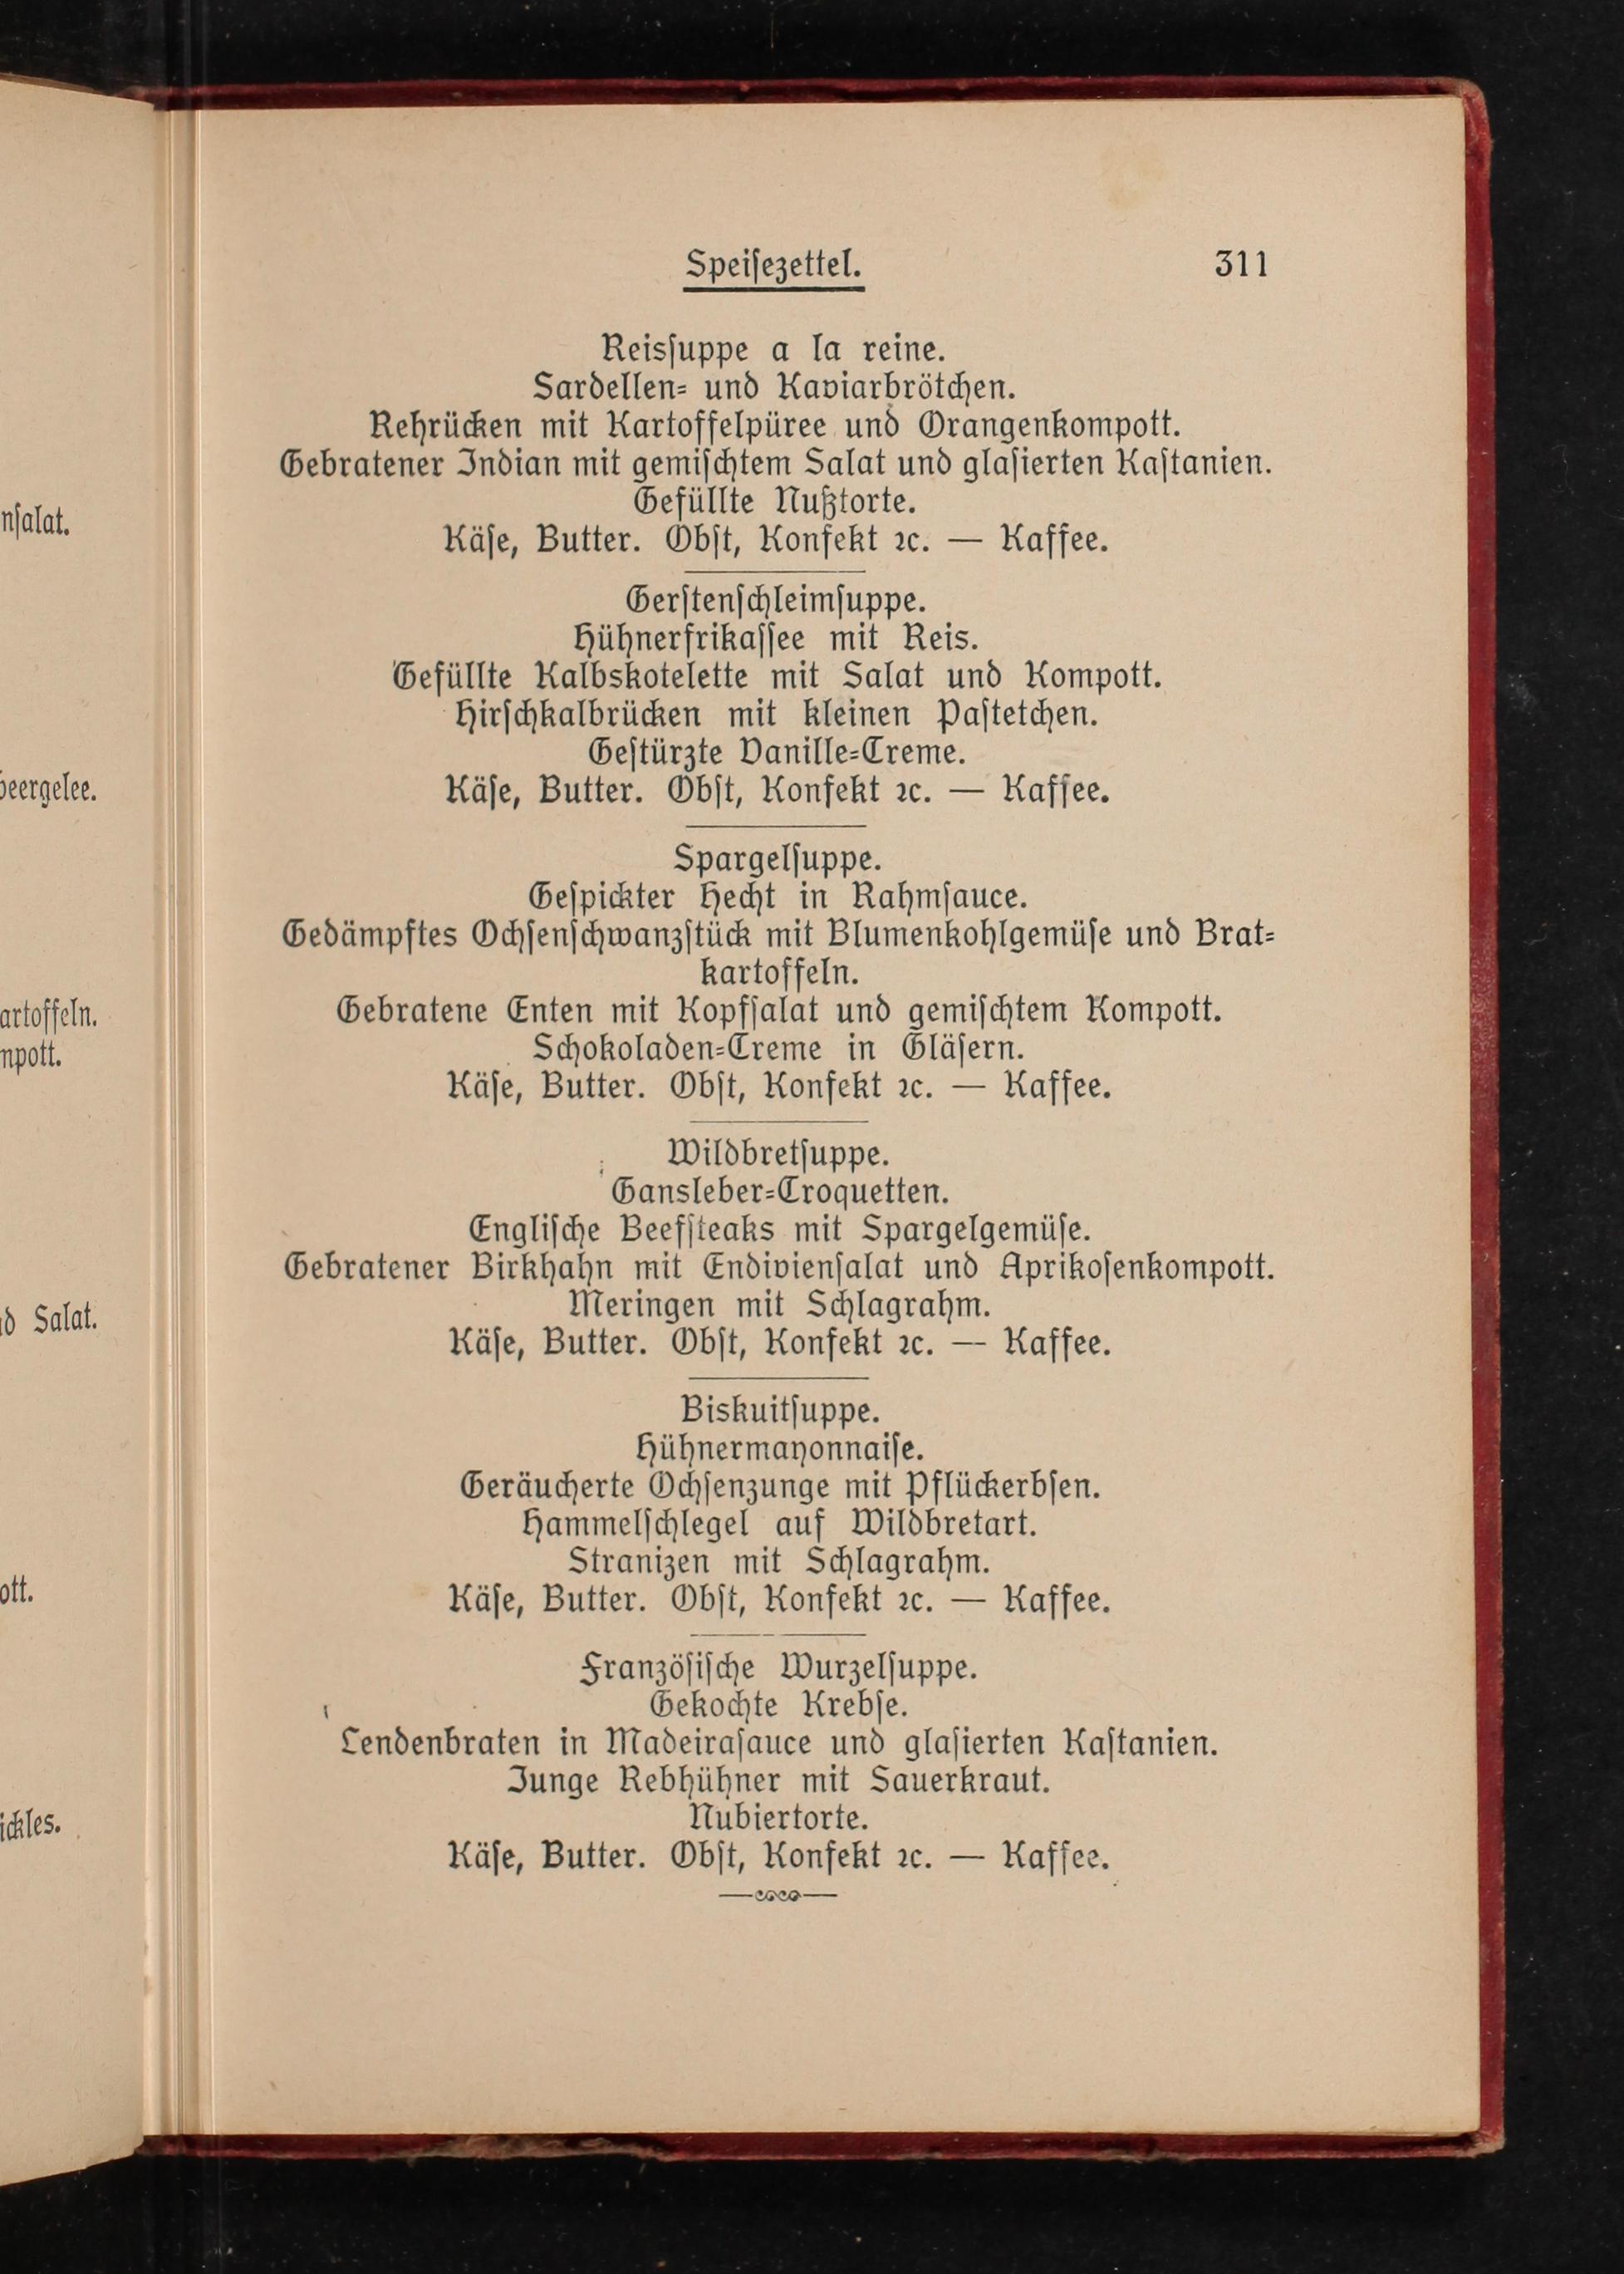 nsalat.
beergelee.
artoffeln.
mpott.
d Salat.
ott.
ickles.
Speiſezettel. 311
Reisſuppe a la reine.
Sardellen= und Kaviarbrötchen.
Rehrücken mit Kartoffelpüree und Orangenkompott.
Gebratener Indian mit gemiſchtem Salat und glaſierten Kaſtanien.
Gefüllte Nußtorte.
Käſe, Butter. Obſt, Konfekt ꝛc. — Kaffee.
Gerſtenſchleimſuppe.
Hühnerfrikaſſee mit Reis.
Gefüllte Kalbskotelette mit Salat und Kompott.
Hirſchkalbrücken mit kleinen Paſtetchen.
Geſtürzte Vanille=Creme.
Käſe, Butter. Obſt, Konfekt ꝛc. — Kaffee.
Spargelſuppe.
Geſpickter Hecht in Rahmſauce.
Gedämpftes Ochſenſchwanzſtück mit Blumenkohlgemüſe und Brat=
kartoffeln.
Gebratene Enten mit Kopfſalat und gemiſchtem Kompott.
Schokoladen=Creme in Gläſern.
Käſe, Butter. Obſt, Konfekt ꝛc. — Kaffee.
Wildbretſuppe.
Gansleber=Croquetten.
Engliſche Beefſteaks mit Spargelgemüſe.
Gebratener Birkhahn mit Endivienſalat und Aprikoſenkompott.
Meringen mit Schlagrahm.
Käſe, Butter. Obſt, Konfekt ꝛc. — Kaffee.
Biskuitſuppe.
Hühnermayonnaiſe.
Geräucherte Ochſenzunge mit Pflückerbſen.
Hammelſchlegel auf Wildbretart.
Stranizen mit Schlagrahm.
Käſe, Butter. Obſt, Konfekt ꝛc. — Kaffee.
Franzöſiſche Wurzelſuppe.
Gekochte Krebſe.
Lendenbraten in Madeiraſauce und glaſierten Kaſtanien.
Junge Rebhühner mit Sauerkraut.
Nubiertorte.
Käſe, Butter. Obſt, Konfekt ꝛc. — Kaffee.